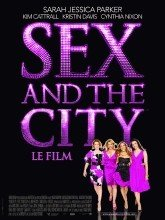 SARAH JESSICA PARKER
KIM CATTRALL KRISTIN DAVIS CYNTHIA NIXON
SEX
AND THE
CITY
LE FILM